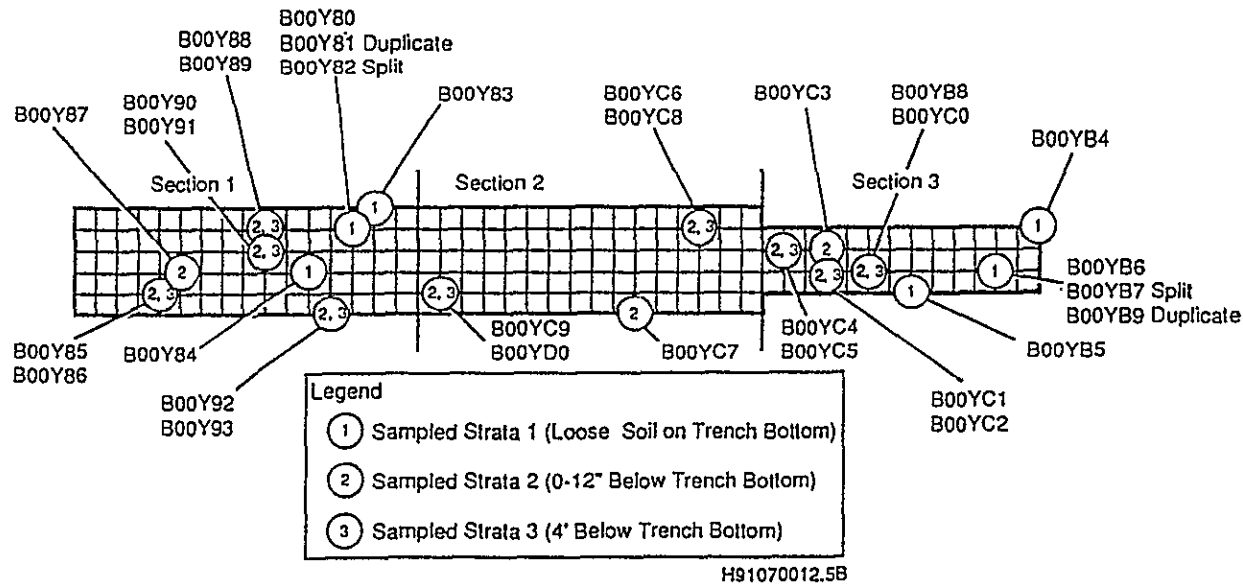 B00Y80
B00Y81 Duplicate
B00Y82 Split
B00Y88
B00Y89
B00Y90
B00Y91
B00Y87
B00Y83
B00YC6
B00YC8
B00YC3
B00YB8
B00YC0
B00YB4
Section 1
Section 2
Section 3
1
1
2, 3
2, 3
2
2, 3
1
2, 3
2, 3
2, 3
2
2, 3
2
2, 3
2, 3
1
1
1
B00Y85
B00Y86
B00Y84
B00Y92
B00Y93
B00YC9
B00YD0
B00YC7
B00YC4
B00YC5
B00YC1
B00YC2
B00YB5
B00YB6
B00YB7 Split
B00YB9 Duplicate
Legend
1 Sampled Strata 1 (Loose Soil on Trench Bottom)
2 Sampled Strata 2 (0-12" Below Trench Bottom)
3 Sampled Strata 3 (4' Below Trench Bottom)
H91070012.5B